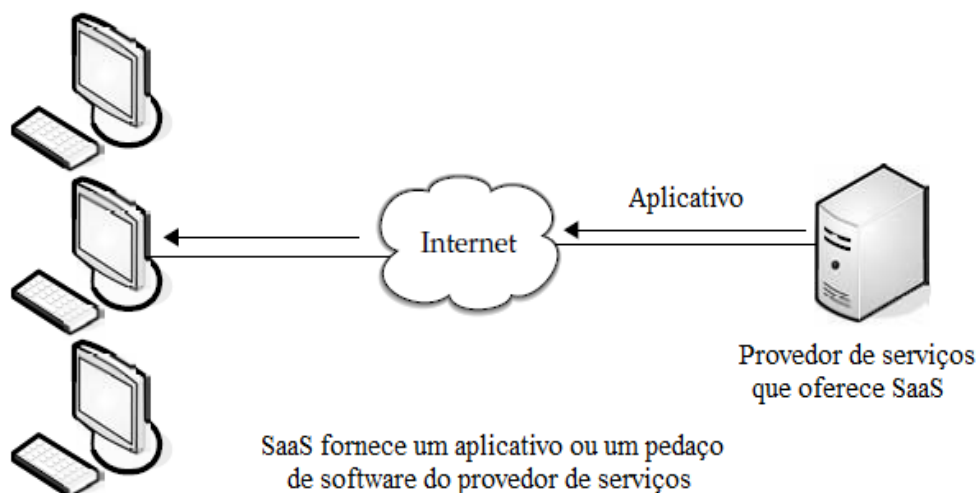 Aplicativo
Internet
Provedor de serviços
que oferece SaaS
SaaS fornece um aplicativo ou um pedaço
de software do provedor de serviços